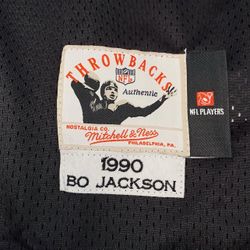 THROWBACKS
NFL
Authentic
NOSTALGIA CO.
Mitchell & Ness
PHILADELPHIA, PA.
NFL PLAYERS
1990
BO JACKSON